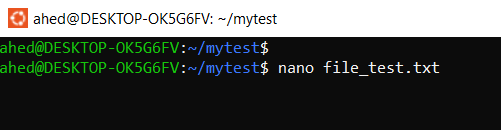 ahed@DESKTOP-OK5G6FV: ~/mytest
ahed@DESKTOP-OK5G6FV:~/mytest$
ahed@DESKTOP-OK5G6FV:~/mytest$ nano file_test.txt